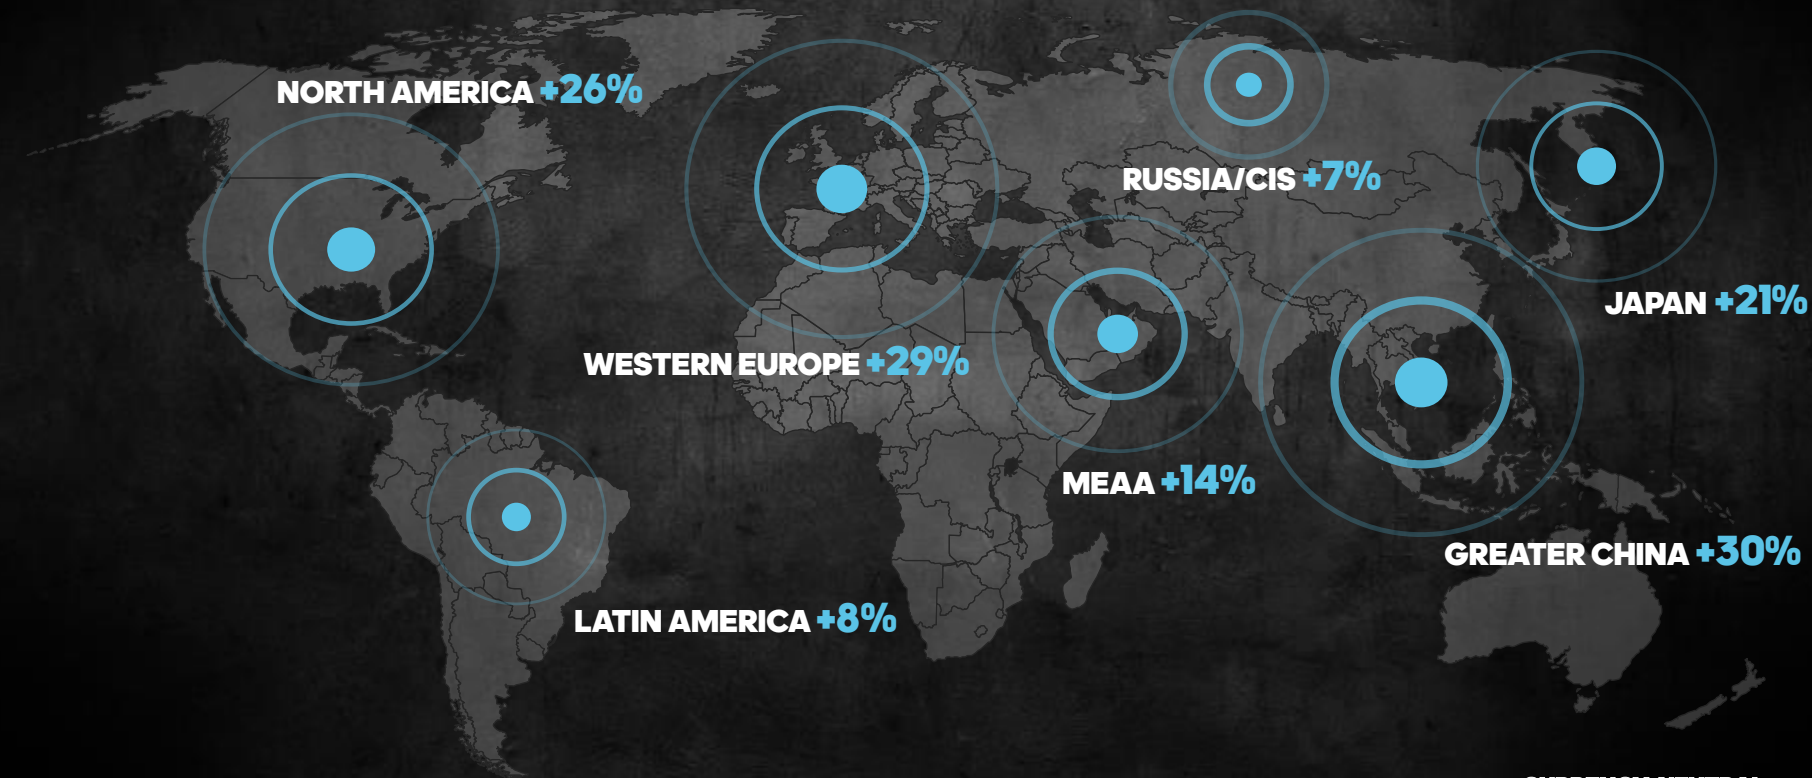 NORTH AMERICA +26%
RUSSIA/CIS +7%
JAPAN +21%
WESTERN EUROPE +29%
MEAA +14%
GREATER CHINA +30%
LATIN AMERICA +8%